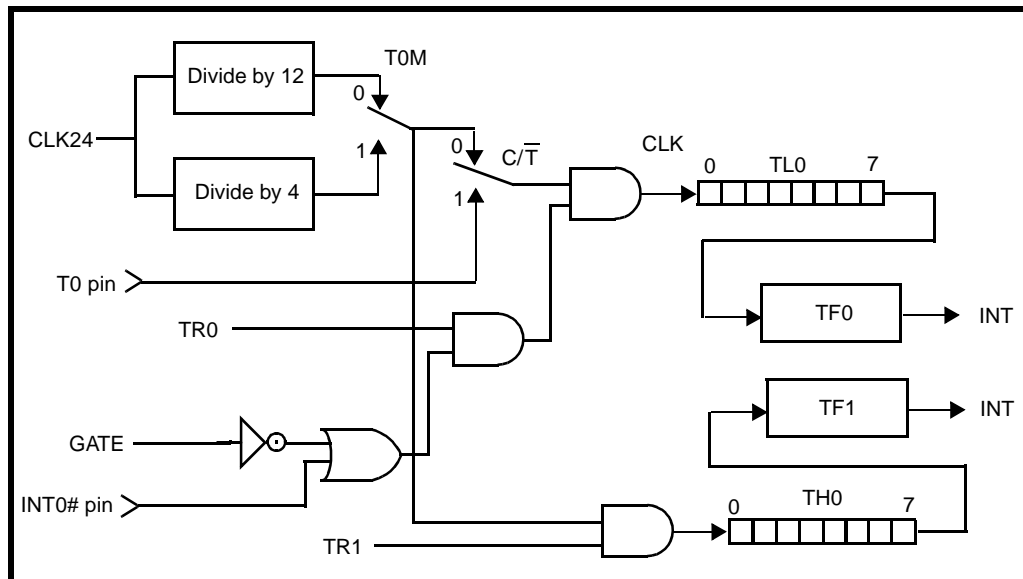 T0M
Divide by 12
0
CLK24
1
0
C/T̅
CLK
0
TL0
7
Divide by 4
1
T0 pin
TR0
TF0
INT
TF1
INT
GATE
INT0# pin
0
TH0
7
TR1